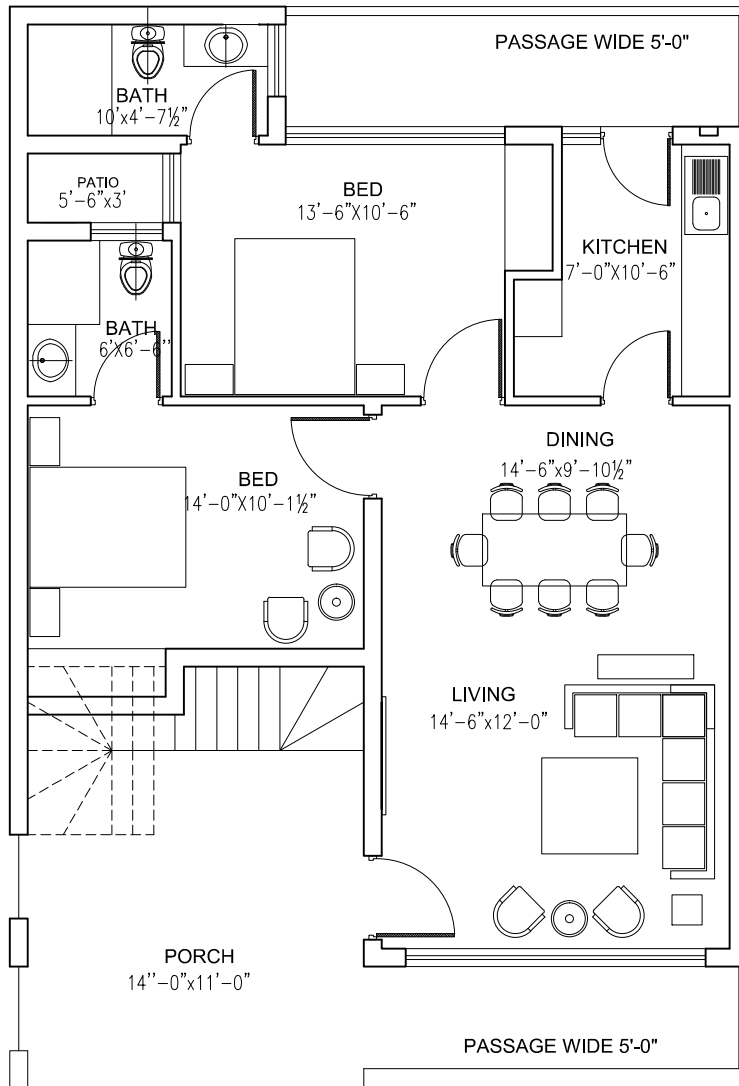 PASSAGE WIDE 5'-0"
BATH
10'x4'-7½"
PATIO
5'-6"x3'
BED
13'-6"X10'-6"
KITCHEN
7'-0"X10'-6"
BATH
6'X6'-6''
DINING
14'-6"x9'-10½"
BED
14'-0"X10'-1½"
LIVING
14'-6"x12'-0"
PORCH
14''-0"x11'-0"
PASSAGE WIDE 5'-0"